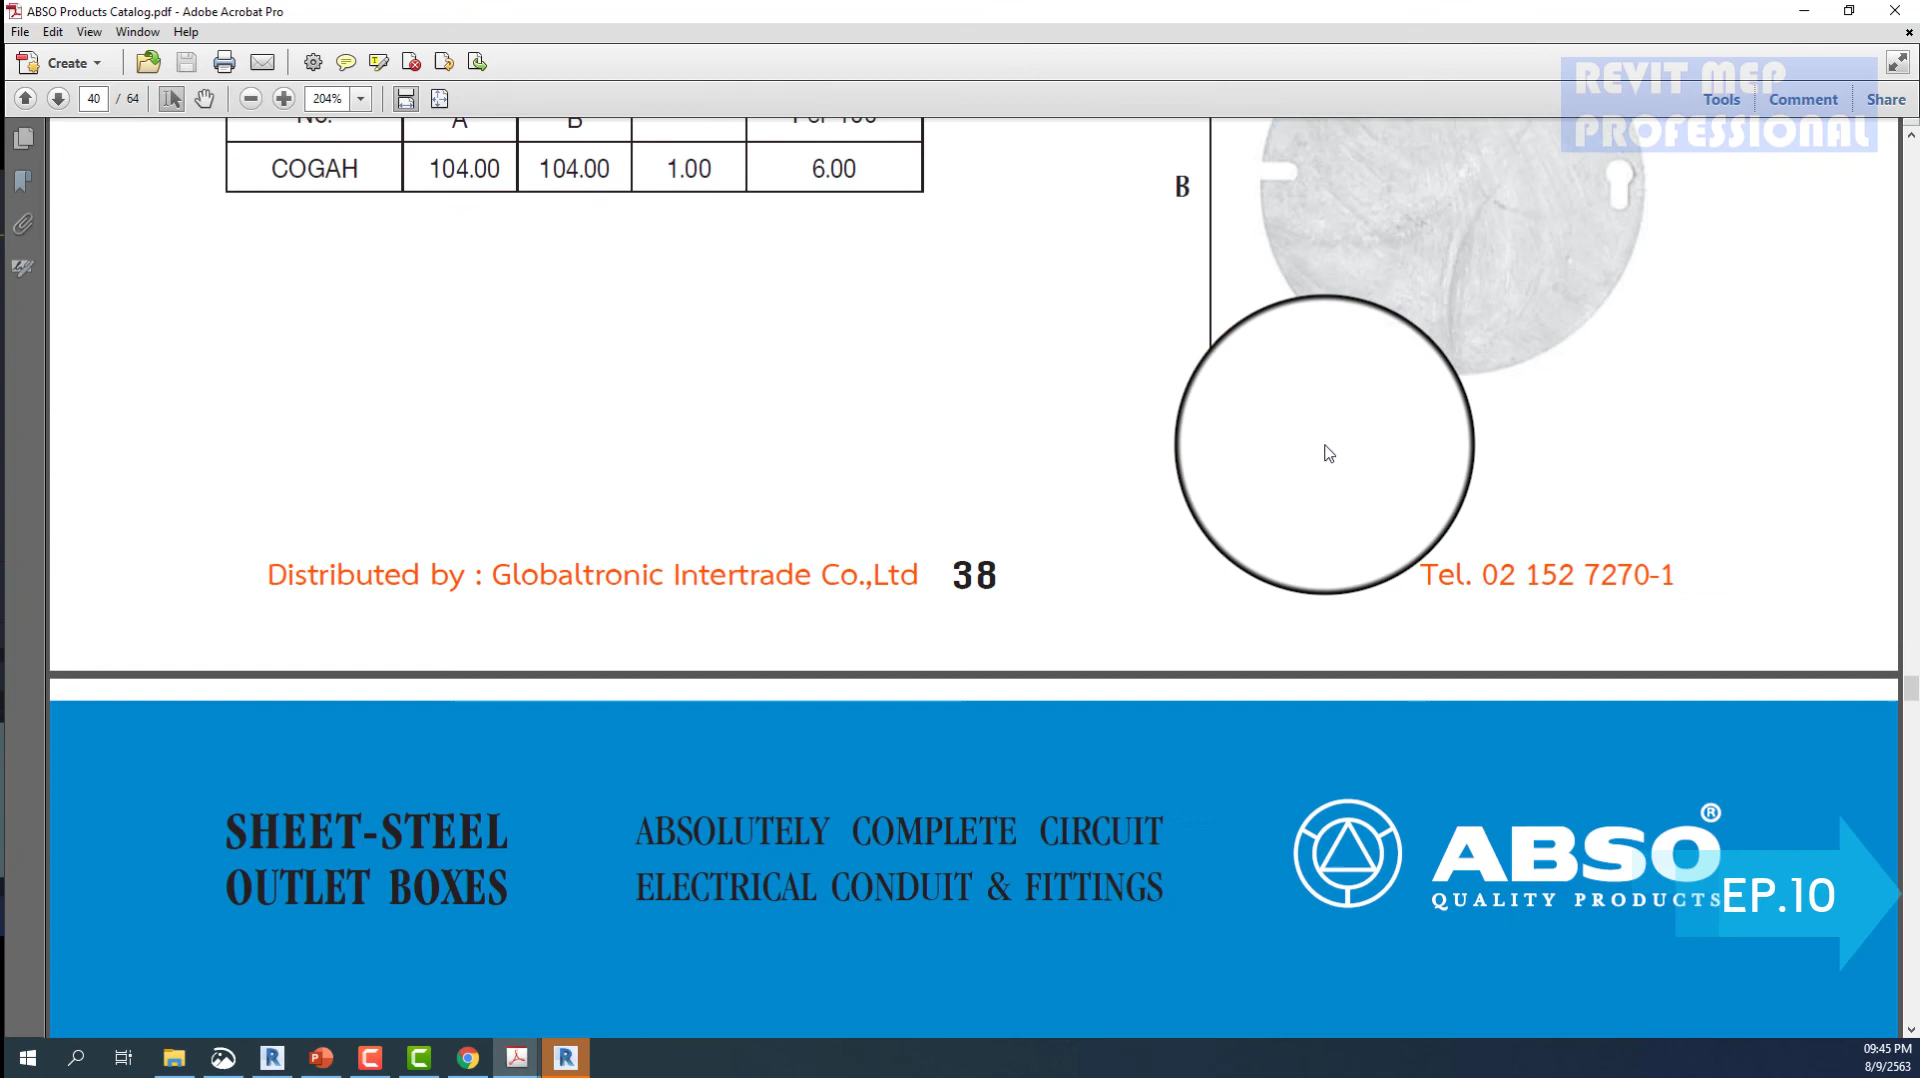 ABSO Products Catalog.pdf - Adobe Acrobat Pro
File Edit View Window Help
Create
REVIT MEP
PROFESSIONAL
40 / 64
204%
Tools Comment Share
No. A B Per 100
COGAH 104.00 104.00 1.00 6.00
B
Distributed by : Globaltronic Intertrade Co.,Ltd 38 Tel. 02 152 7270-1
SHEET-STEEL
OUTLET BOXES
ABSOLUTELY COMPLETE CIRCUIT
ELECTRICAL CONDUIT & FITTINGS
ABSO®
QUALITY PRODUCTS
EP.10
09:45 PM
8/9/2563